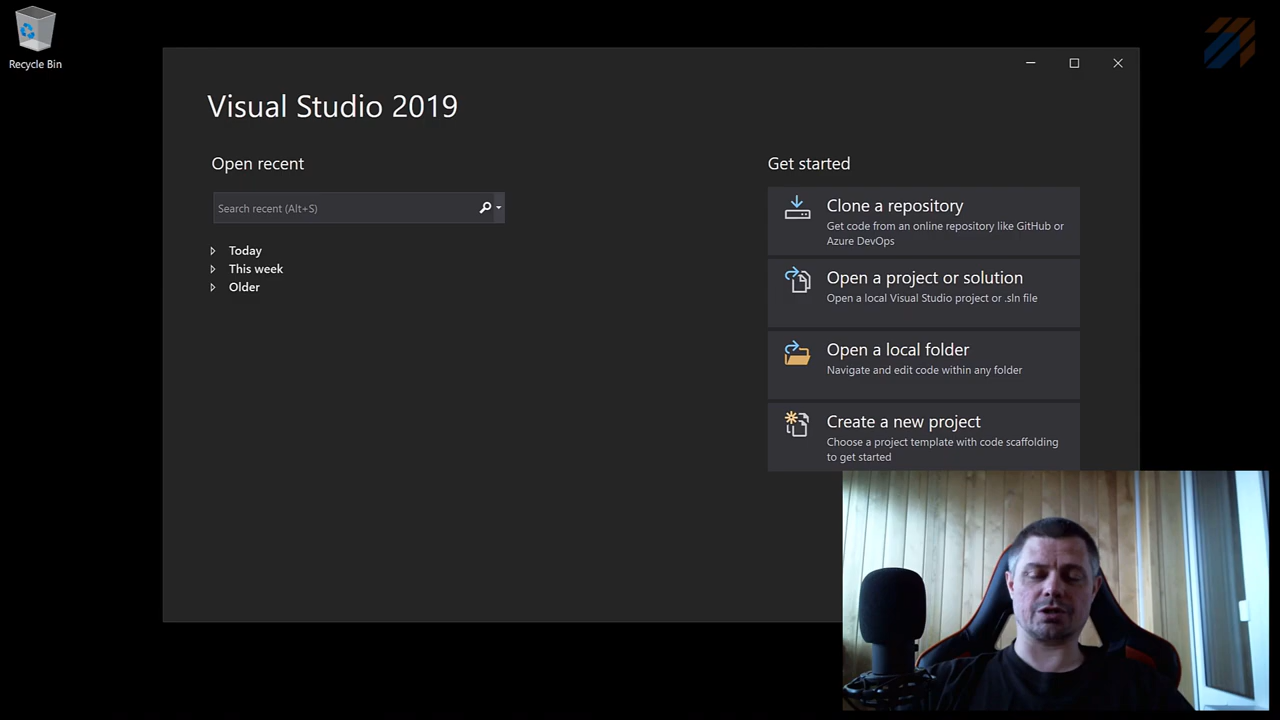 Recycle Bin
Visual Studio 2019
Open recent
Search recent (Alt+S)
Today
This week
Older
Get started
Clone a repository
Get code from an online repository like GitHub or
Azure DevOps
Open a project or solution
Open a local Visual Studio project or .sln file
Open a local folder
Navigate and edit code within any folder
Create a new project
Choose a project template with code scaffolding
to get started